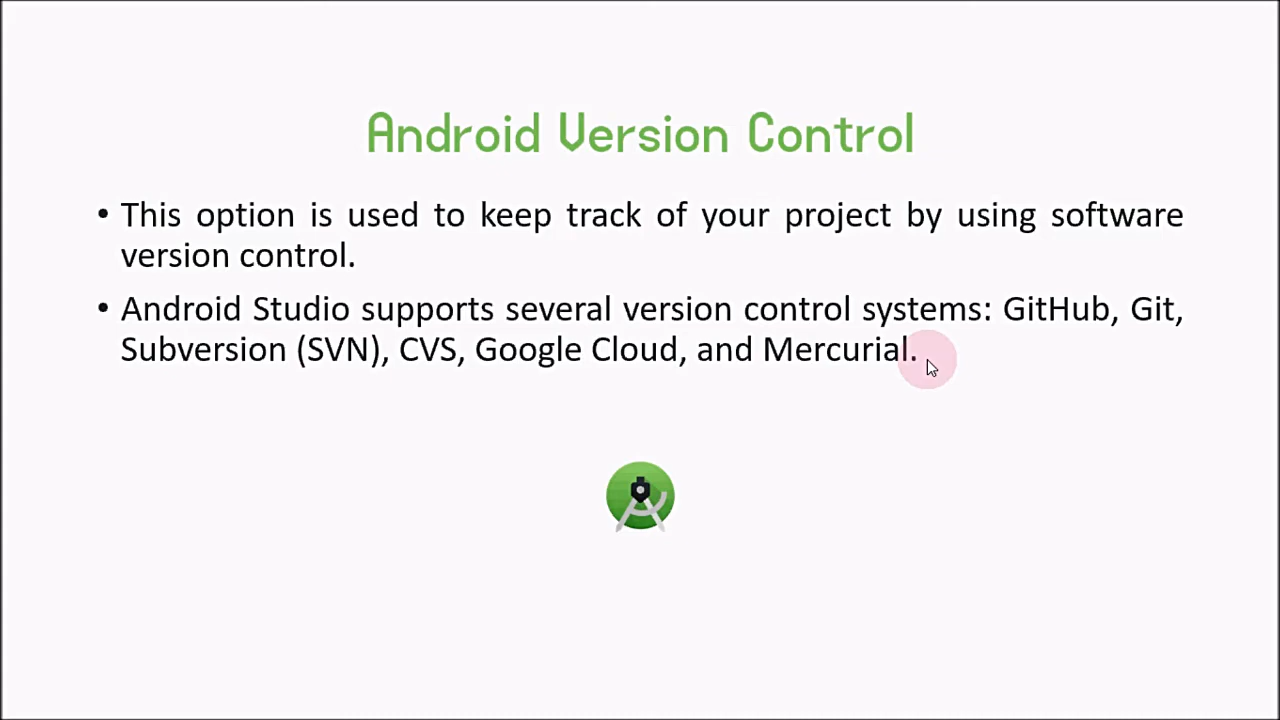 Android Version Control
• This option is used to keep track of your project by using software
version control.
• Android Studio supports several version control systems: GitHub, Git,
Subversion (SVN), CVS, Google Cloud, and Mercurial.